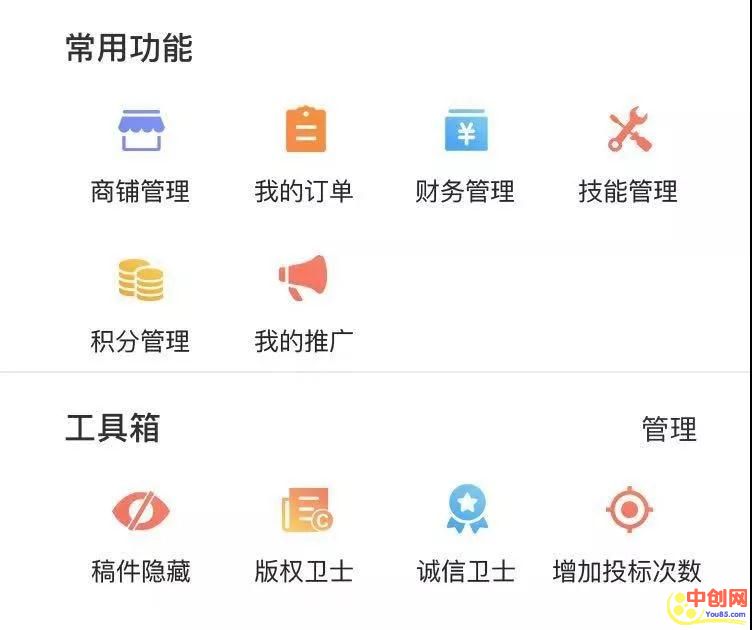 常用功能
商铺管理 我的订单 财务管理 技能管理
积分管理 我的推广
工具箱 管理
稿件隐藏 版权卫士 诚信卫士 增加投标次数
中创网
You85.com